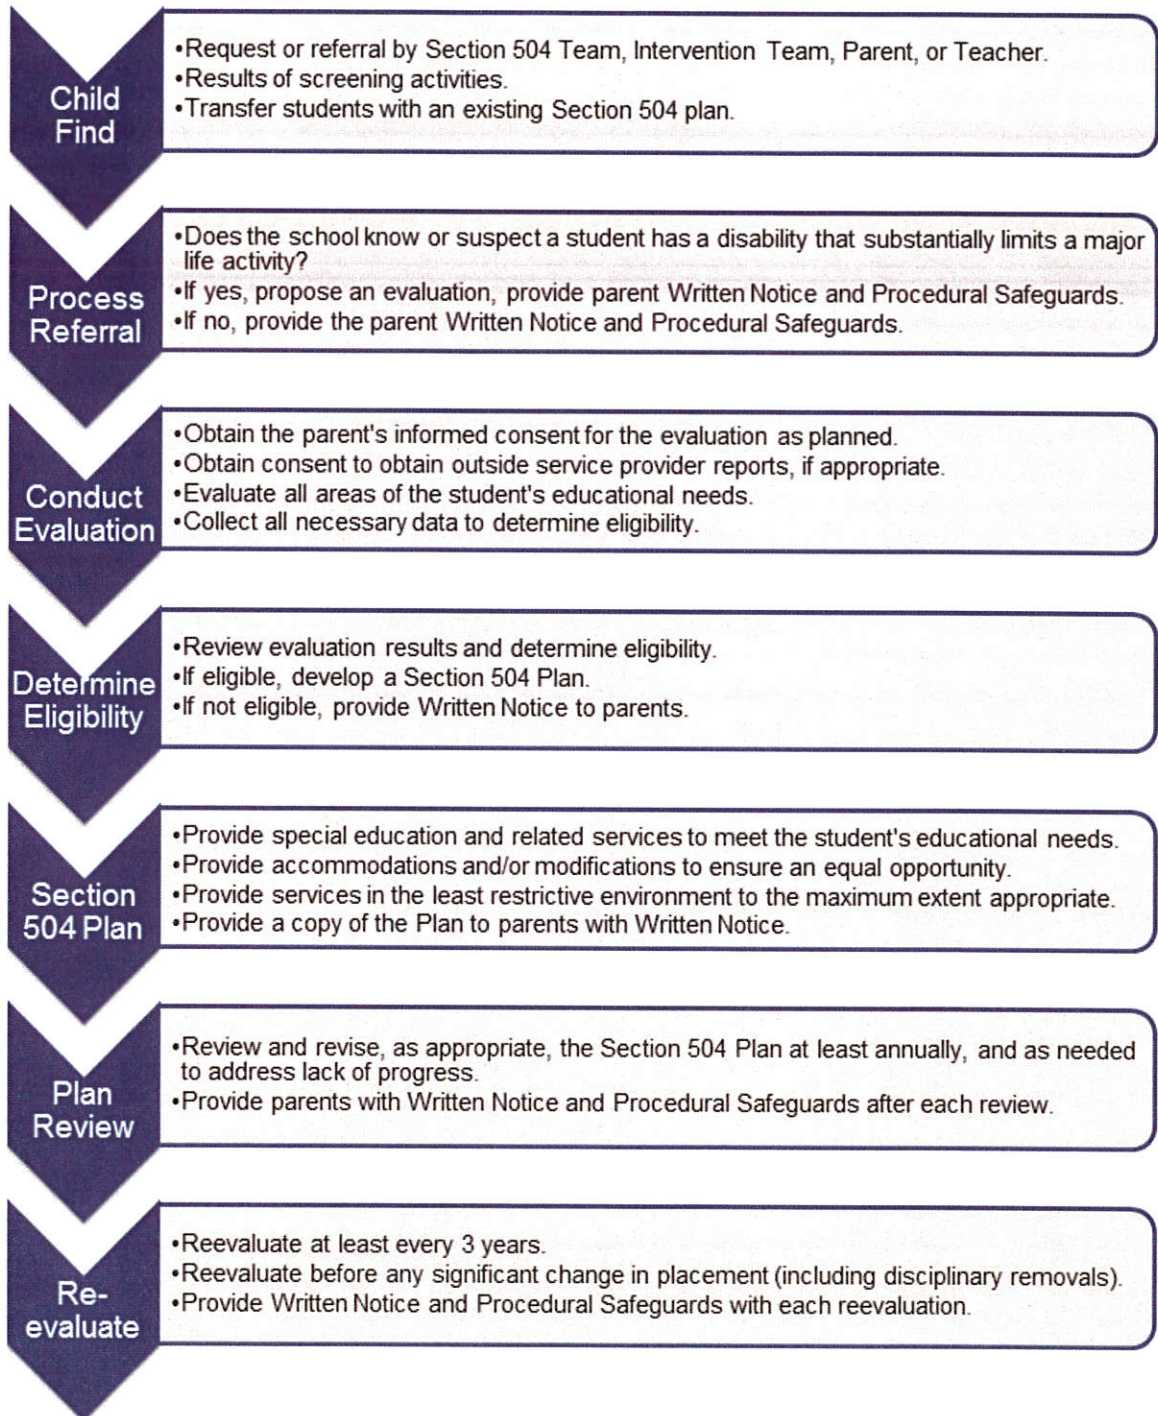 Child
Find
•Request or referral by Section 504 Team, Intervention Team, Parent, or Teacher.
•Results of screening activities.
•Transfer students with an existing Section 504 plan.
Process
Referral
•Does the school know or suspect a student has a disability that substantially limits a major
life activity?
•If yes, propose an evaluation, provide parent Written Notice and Procedural Safeguards.
•If no, provide the parent Written Notice and Procedural Safeguards.
Conduct
Evaluation
•Obtain the parent's informed consent for the evaluation as planned.
•Obtain consent to obtain outside service provider reports, if appropriate.
•Evaluate all areas of the student's educational needs.
•Collect all necessary data to determine eligibility.
Determine
Eligibility
•Review evaluation results and determine eligibility.
•If eligible, develop a Section 504 Plan.
•If not eligible, provide Written Notice to parents.
Section
504 Plan
•Provide special education and related services to meet the student's educational needs.
•Provide accommodations and/or modifications to ensure an equal opportunity.
•Provide services in the least restrictive environment to the maximum extent appropriate.
•Provide a copy of the Plan to parents with Written Notice.
Plan
Review
•Review and revise, as appropriate, the Section 504 Plan at least annually, and as needed
to address lack of progress.
•Provide parents with Written Notice and Procedural Safeguards after each review.
Re-
evaluate
•Reevaluate at least every 3 years.
•Reevaluate before any significant change in placement (including disciplinary removals).
•Provide Written Notice and Procedural Safeguards with each reevaluation.